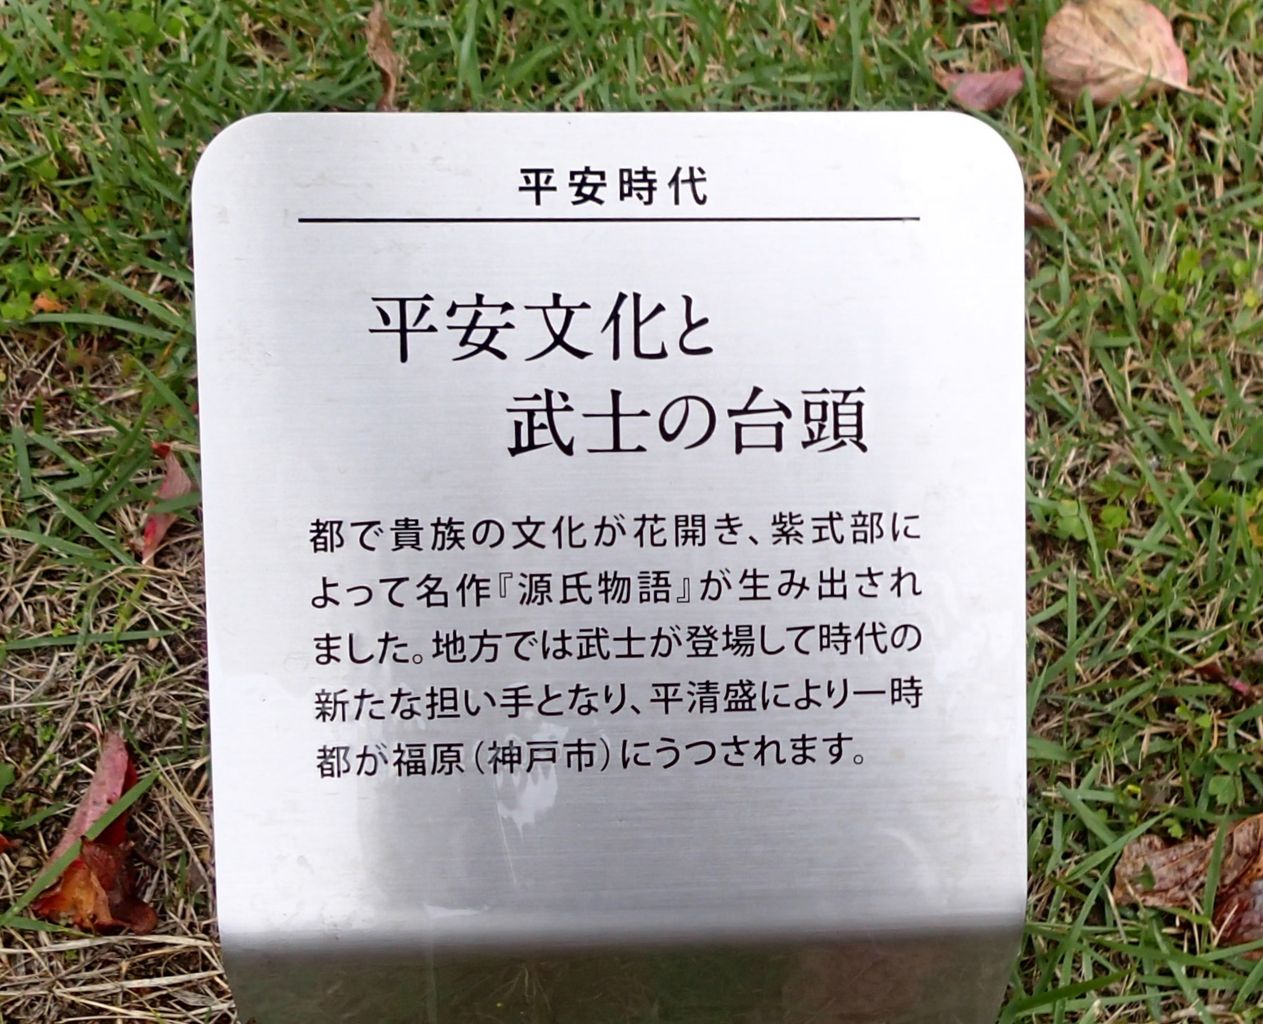 平安時代
平安文化と
武士の台頭
都で貴族の文化が花開き、紫式部に
よって名作『源氏物語』が生み出され
ました。地方では武士が登場して時代の
新たな担い手となり、平清盛により一時
都が福原（神戸市）にうつされます。